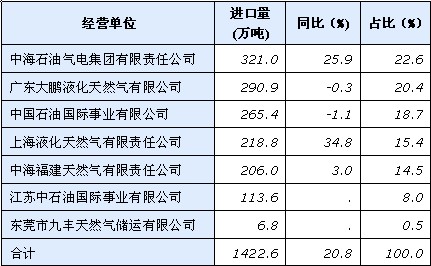 经营单位 进口量(万吨) 同比（%） 占比（%）
中海石油气电集团有限责任公司 321.0 25.9 22.6
广东大鹏液化天然气有限公司 290.9 -0.3 20.4
中国石油国际事业有限公司 265.4 -1.1 18.7
上海液化天然气有限责任公司 218.8 34.8 15.4
中海福建天然气有限责任公司 206.0 3.0 14.5
江苏中石油国际事业有限公司 113.6 . 8.0
东莞市九丰天然气储运有限公司 6.8 . 0.5
合计 1422.6 20.8 100.0